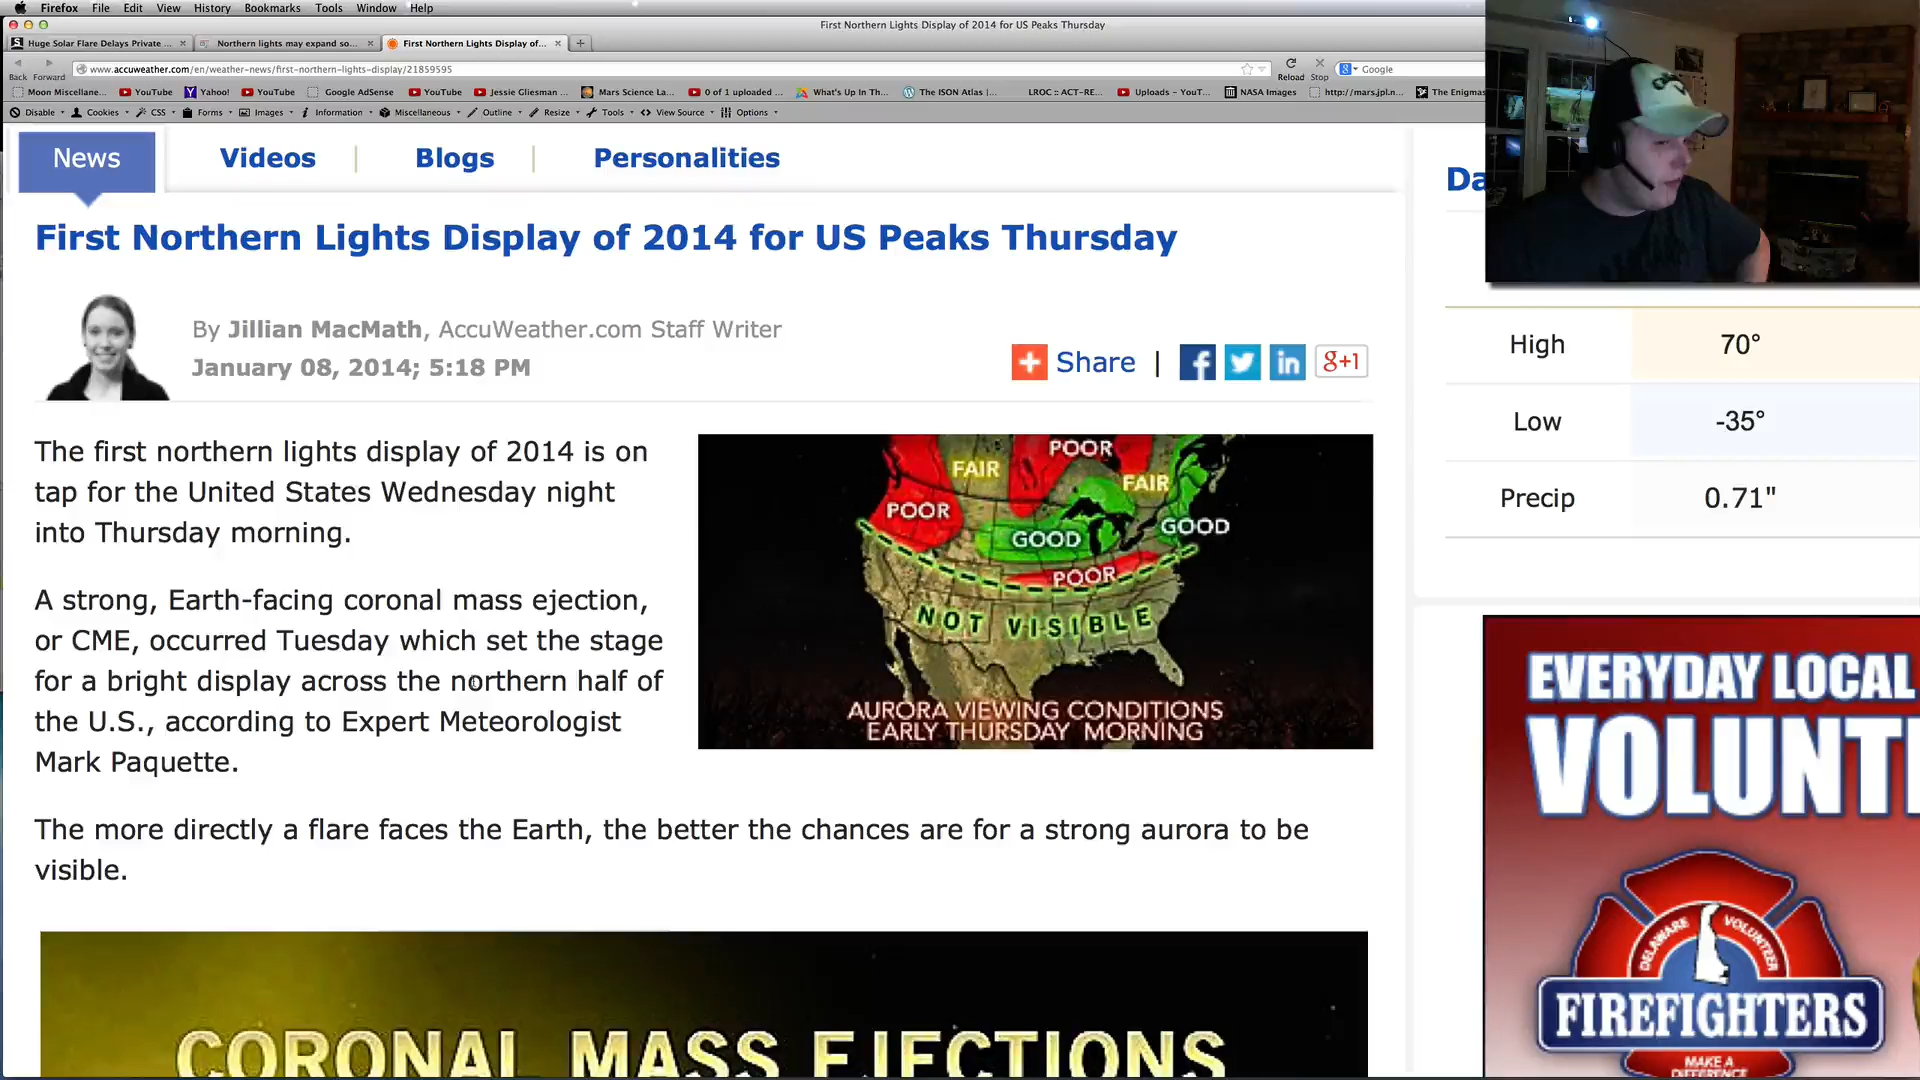 Firefox File Edit View History Bookmarks Tools Window Help
First Northern Lights Display of 2014 for US Peaks Thursday
Huge Solar Flare Delays Private ...
Northern lights may expand so...
First Northern Lights Display of...
Back Forward
www.accuweather.com/en/weather-news/first-northern-lights-display/21859595
Reload Stop
Google
Moon Miscellane... YouTube Yahoo! YouTube Google AdSense YouTube Jessie Gliesman ... Mars Science La... 0 of 1 uploaded ... What's Up In Th... The ISON Atlas |... LROC :: ACT-RE... Uploads - YouT... NASA Images http://mars.jpl.n... The Enigmas
Disable Cookies CSS Forms Images Information Miscellaneous Outline Resize Tools View Source Options
News Videos Blogs Personalities
Da
First Northern Lights Display of 2014 for US Peaks Thursday
By Jillian MacMath, AccuWeather.com Staff Writer
January 08, 2014; 5:18 PM
Share | g+1
High 70°
Low -35°
Precip 0.71"
The first northern lights display of 2014 is on
tap for the United States Wednesday night
into Thursday morning.
A strong, Earth-facing coronal mass ejection,
or CME, occurred Tuesday which set the stage
for a bright display across the northern half of
the U.S., according to Expert Meteorologist
Mark Paquette.
POOR
FAIR
FAIR
POOR
GOOD
GOOD
POOR
NOT VISIBLE
AURORA VIEWING CONDITIONS
EARLY THURSDAY MORNING
The more directly a flare faces the Earth, the better the chances are for a strong aurora to be
visible.
CORONAL MASS EJECTIONS
EVERYDAY LOCAL
VOLUNT
DELAWARE VOLUNTEER
FIREFIGHTERS
MAKE A
DIFFERENCE